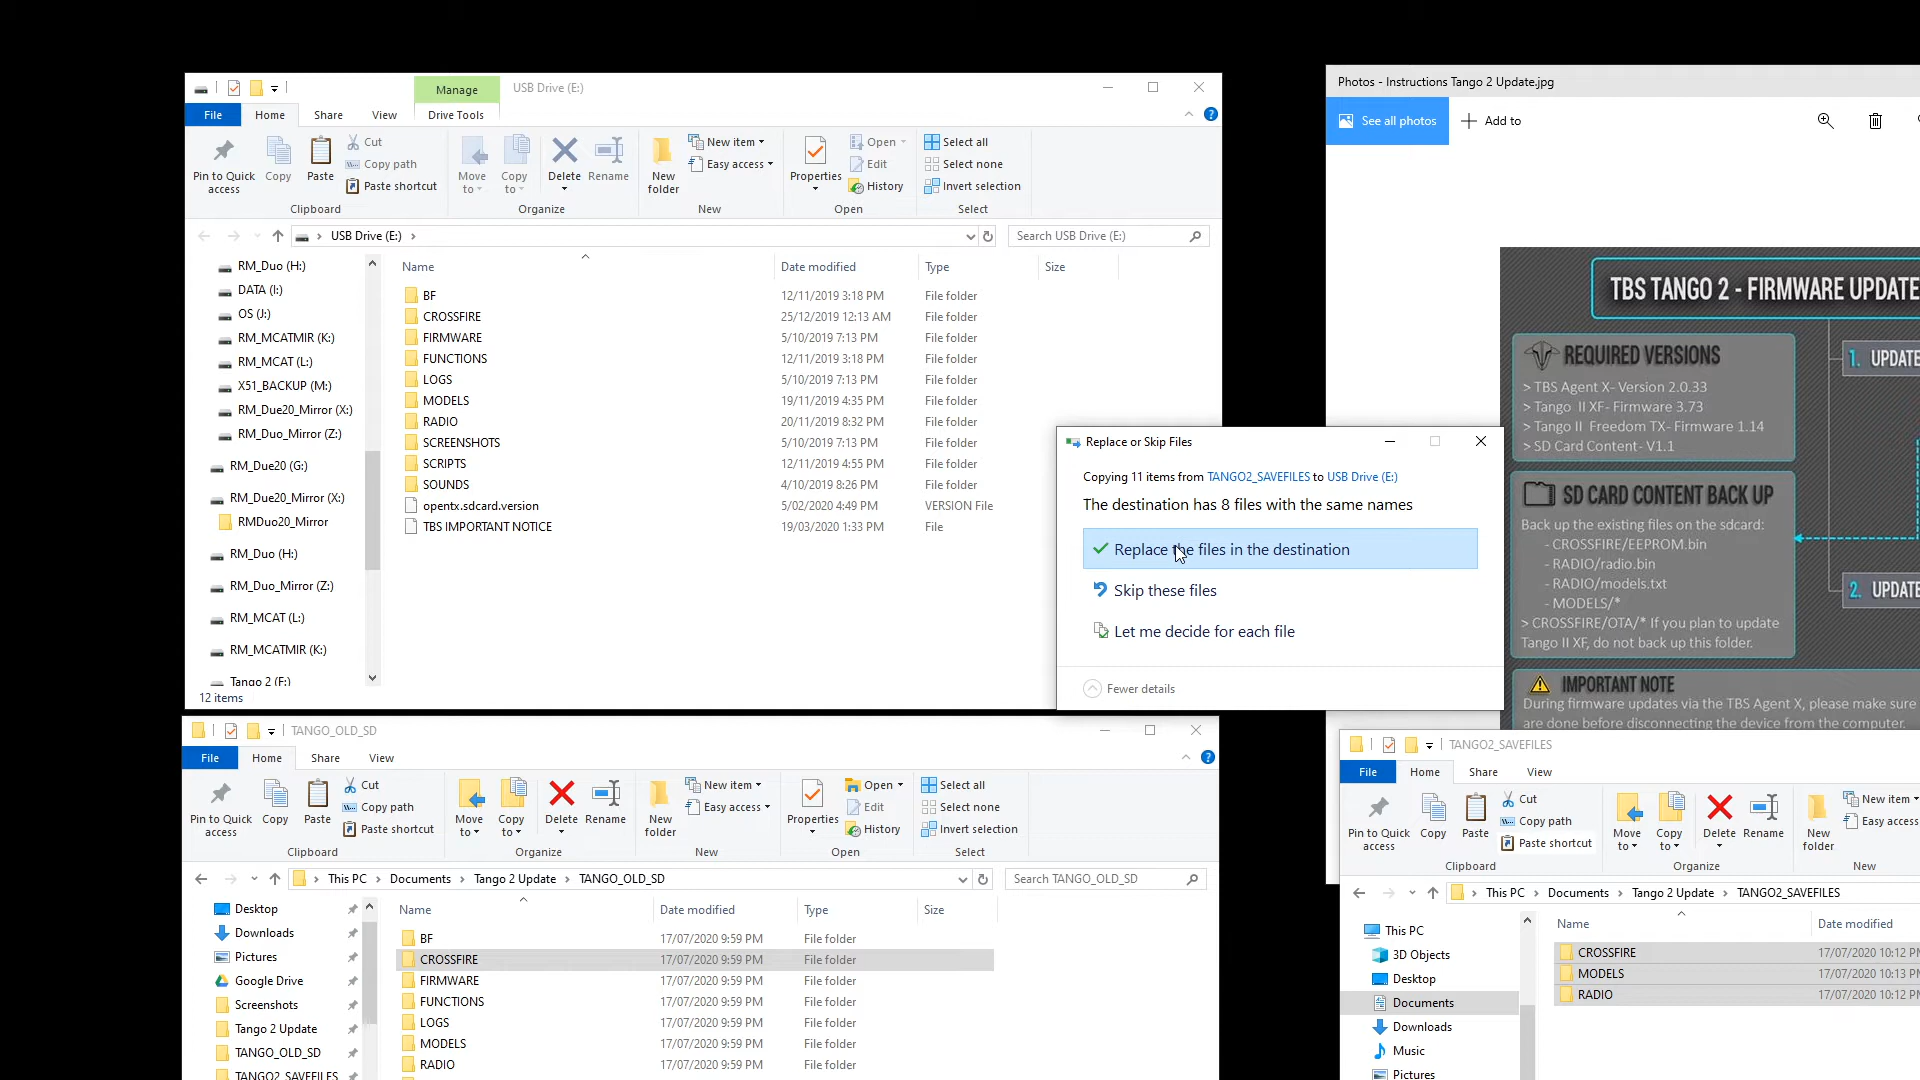 Manage
USB Drive (E:)
File
Home
Share
View
Drive Tools
Pin to Quick access
Copy
Paste
Cut
Copy path
Paste shortcut
Move to
Copy to
Delete
Rename
New folder
New item
Easy access
Properties
Open
Edit
History
Select all
Select none
Invert selection
Clipboard
Organize
New
Open
Select
USB Drive (E:)
Search USB Drive (E:)
RM_Duo (H:)
DATA (I:)
OS (J:)
RM_MCATMIR (K:)
RM_MCAT (L:)
X51_BACKUP (M:)
RM_Due20_Mirror (X:)
RM_Duo_Mirror (Z:)
RM_Due20 (G:)
RM_Due20_Mirror (X:)
RMDuo20_Mirror
RM_Duo (H:)
RM_Duo_Mirror (Z:)
RM_MCAT (L:)
RM_MCATMIR (K:)
Tango 2 (F:)
Name Date modified Type Size
BF 12/11/2019 3:18 PM File folder
CROSSFIRE 25/12/2019 12:13 AM File folder
FIRMWARE 5/10/2019 7:13 PM File folder
FUNCTIONS 12/11/2019 3:18 PM File folder
LOGS 5/10/2019 7:13 PM File folder
MODELS 19/11/2019 4:35 PM File folder
RADIO 20/11/2019 8:32 PM File folder
SCREENSHOTS 5/10/2019 7:13 PM File folder
SCRIPTS 12/11/2019 4:55 PM File folder
SOUNDS 4/10/2019 8:26 PM File folder
opentx.sdcard.version 5/02/2020 4:49 PM VERSION File
TBS IMPORTANT NOTICE 19/03/2020 1:33 PM File
12 items
Replace or Skip Files
Copying 11 items from TANGO2_SAVEFILES to USB Drive (E:)
The destination has 8 files with the same names
Replace the files in the destination
Skip these files
Let me decide for each file
Fewer details
Photos - Instructions Tango 2 Update.jpg
See all photos
Add to
TBS TANGO 2 - FIRMWARE UPDATE
REQUIRED VERSIONS
> TBS Agent X- Version 2.0.33
> Tango II XF- Firmware 3.73
> Tango II Freedom TX- Firmware 1.14
> SD Card Content- V1.1
1. UPDATE
SD CARD CONTENT BACK UP
Back up the existing files on the sdcard:
- CROSSFIRE/EEPROM.bin
- RADIO/radio.bin
- RADIO/models.txt
- MODELS/*
> CROSSFIRE/OTA/* If you plan to update
Tango II XF, do not back up this folder.
2. UPDATE
IMPORTANT NOTE
During firmware updates via the TBS Agent X, please make sure
are done before disconnecting the device from the computer.
TANGO_OLD_SD
File
Home
Share
View
Pin to Quick access
Copy
Paste
Cut
Copy path
Paste shortcut
Move to
Copy to
Delete
Rename
New folder
New item
Easy access
Properties
Open
Edit
History
Select all
Select none
Invert selection
Clipboard
Organize
New
Open
Select
This PC
Documents
Tango 2 Update
TANGO_OLD_SD
Search TANGO_OLD_SD
Desktop
Downloads
Pictures
Google Drive
Screenshots
Tango 2 Update
TANGO_OLD_SD
TANGO2_SAVEFILES
Name Date modified Type Size
BF 17/07/2020 9:59 PM File folder
CROSSFIRE 17/07/2020 9:59 PM File folder
FIRMWARE 17/07/2020 9:59 PM File folder
FUNCTIONS 17/07/2020 9:59 PM File folder
LOGS 17/07/2020 9:59 PM File folder
MODELS 17/07/2020 9:59 PM File folder
RADIO 17/07/2020 9:59 PM File folder
TANGO2_SAVEFILES
File
Home
Share
View
Pin to Quick access
Copy
Paste
Cut
Copy path
Paste shortcut
Move to
Copy to
Delete
Rename
New folder
New item
Easy access
Clipboard
Organize
New
This PC
Documents
Tango 2 Update
TANGO2_SAVEFILES
This PC
3D Objects
Desktop
Documents
Downloads
Music
Pictures
Name Date modified
CROSSFIRE 17/07/2020 10:12 PM
MODELS 17/07/2020 10:13 PM
RADIO 17/07/2020 10:12 PM